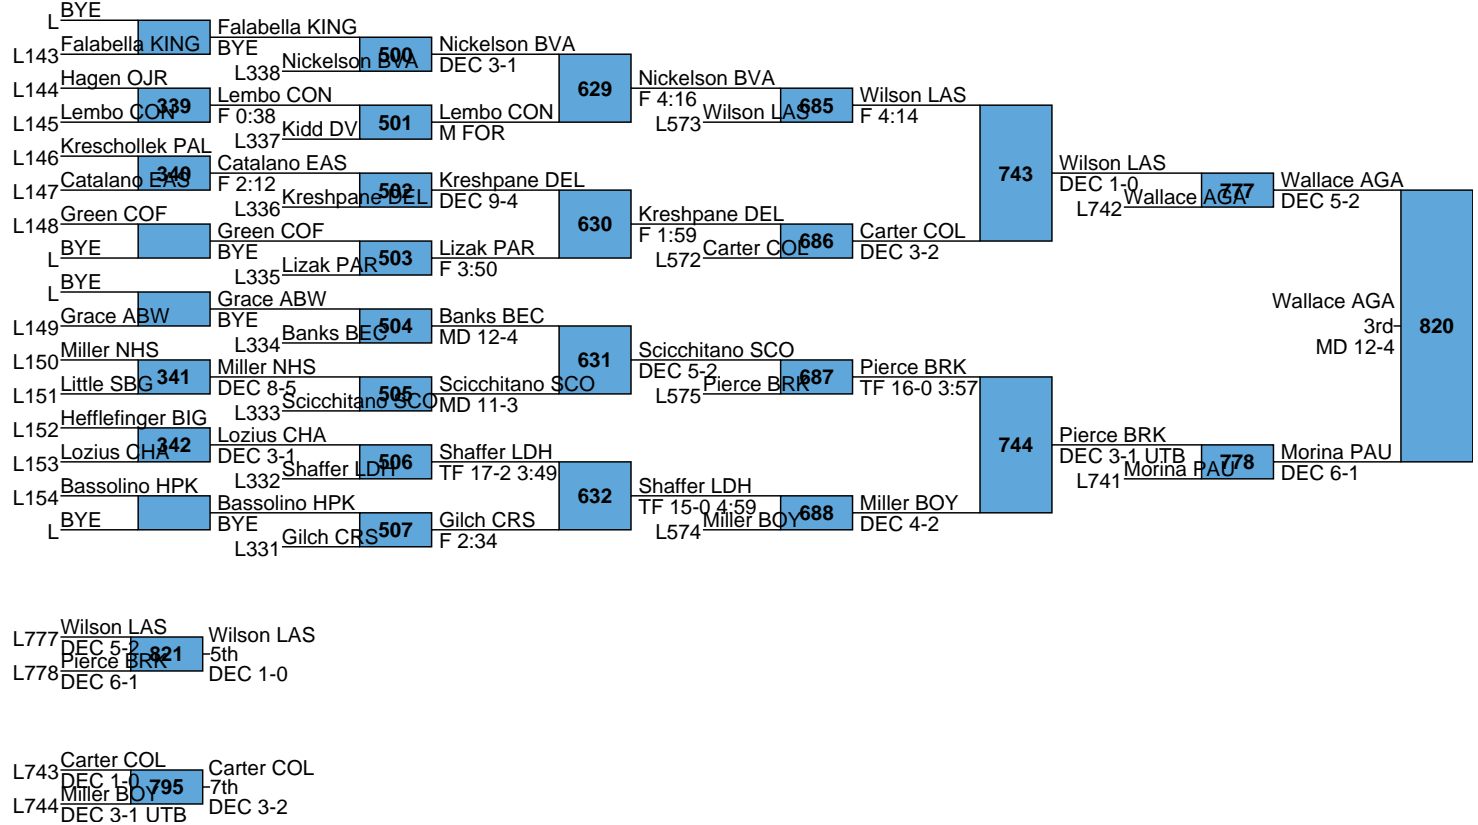 L BYE
L143 Falabella KING
Falabella KING
BYE
L338 Nickelson BVA
500
Nickelson BVA
DEC 3-1
L144 Hagen OJR
L145 Lembo CON
339
Lembo CON
F 0:38
L337 Kidd DV
501
Lembo CON
M FOR
629
Nickelson BVA
F 4:16
L573 Wilson LAS
685
Wilson LAS
F 4:14
L146 Kreschollek PAL
L147 Catalano EAS
340
Catalano EAS
F 2:12
L336 Kreshpane DEL
502
Kreshpane DEL
DEC 9-4
L148 Green COF
L BYE
Green COF
BYE
L335 Lizak PAR
503
Lizak PAR
F 3:50
630
Kreshpane DEL
F 1:59
L572 Carter COL
686
Carter COL
DEC 3-2
743
Wilson LAS
DEC 1-0
L742 Wallace AGA
777
Wallace AGA
DEC 5-2
L BYE
L149 Grace ABW
Grace ABW
BYE
L334 Banks BEC
504
Banks BEC
MD 12-4
L150 Miller NHS
L151 Little SBG
341
Miller NHS
DEC 8-5
L333 Scicchitano SCO
505
Scicchitano SCO
MD 11-3
631
Scicchitano SCO
DEC 5-2
L575 Pierce BRK
687
Pierce BRK
TF 16-0 3:57
L152 Hefflefinger BIG
L153 Lozius CHA
342
Lozius CHA
DEC 3-1
L332 Shaffer LDH
506
Shaffer LDH
TF 17-2 3:49
L154 Bassolino HPK
L BYE
Bassolino HPK
BYE
L331 Gilch CRS
507
Gilch CRS
F 2:34
632
Shaffer LDH
TF 15-0 4:59
L574 Miller BOY
688
Miller BOY
DEC 4-2
744
Pierce BRK
DEC 3-1 UTB
L741 Morina PAU
778
Morina PAU
DEC 6-1
Wallace AGA
3rd
MD 12-4
820
L777 Wilson LAS
DEC 5-2
L778 Pierce BRK
DEC 6-1
821
Wilson LAS
5th
DEC 1-0
L743 Carter COL
DEC 1-0
L744 Miller BOY
DEC 3-1 UTB
795
Carter COL
7th
DEC 3-2